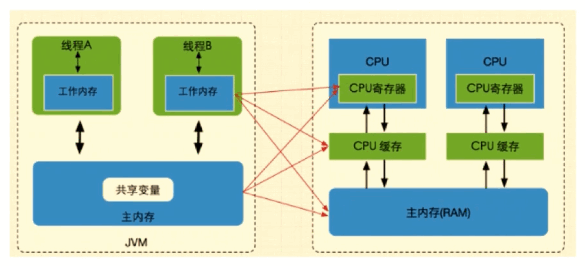 线程A
线程B
工作内存
工作内存
共享变量
主内存
JVM
CPU
CPU
CPU寄存器
CPU寄存器
CPU 缓存
CPU 缓存
主内存(RAM)